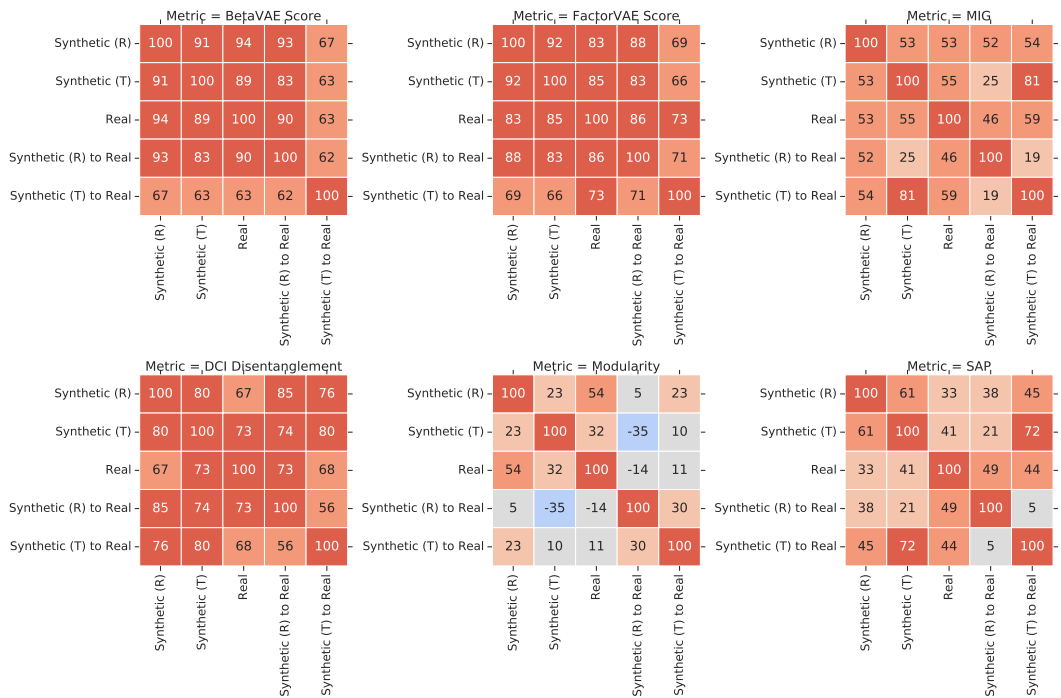 Metric = BetaVAE Score
Synthetic (R) 100 91 94 93 67
Synthetic (T) 91 100 89 83 63
Real 94 89 100 90 63
Synthetic (R) to Real 93 83 90 100 62
Synthetic (T) to Real 67 63 63 62 100
Synthetic (R)
Synthetic (T)
Real
Synthetic (R) to Real
Synthetic (T) to Real
Metric = FactorVAE Score
Synthetic (R) 100 92 83 88 69
Synthetic (T) 92 100 85 83 66
Real 83 85 100 86 73
Synthetic (R) to Real 88 83 86 100 71
Synthetic (T) to Real 69 66 73 71 100
Synthetic (R)
Synthetic (T)
Real
Synthetic (R) to Real
Synthetic (T) to Real
Metric = MIG
Synthetic (R) 100 53 53 52 54
Synthetic (T) 53 100 55 25 81
Real 53 55 100 46 59
Synthetic (R) to Real 52 25 46 100 19
Synthetic (T) to Real 54 81 59 19 100
Synthetic (R)
Synthetic (T)
Real
Synthetic (R) to Real
Synthetic (T) to Real
Metric = DCI Disentanglement
Synthetic (R) 100 80 67 85 76
Synthetic (T) 80 100 73 74 80
Real 67 73 100 73 68
Synthetic (R) to Real 85 74 73 100 56
Synthetic (T) to Real 76 80 68 56 100
Synthetic (R)
Synthetic (T)
Real
Synthetic (R) to Real
Synthetic (T) to Real
Metric = Modularity
Synthetic (R) 100 23 54 5 23
Synthetic (T) 23 100 32 -35 10
Real 54 32 100 -14 11
Synthetic (R) to Real 5 -35 -14 100 30
Synthetic (T) to Real 23 10 11 30 100
Synthetic (R)
Synthetic (T)
Real
Synthetic (R) to Real
Synthetic (T) to Real
Metric = SAP
Synthetic (R) 100 61 33 38 45
Synthetic (T) 61 100 41 21 72
Real 33 41 100 49 44
Synthetic (R) to Real 38 21 49 100 5
Synthetic (T) to Real 45 72 44 5 100
Synthetic (R)
Synthetic (T)
Real
Synthetic (R) to Real
Synthetic (T) to Real